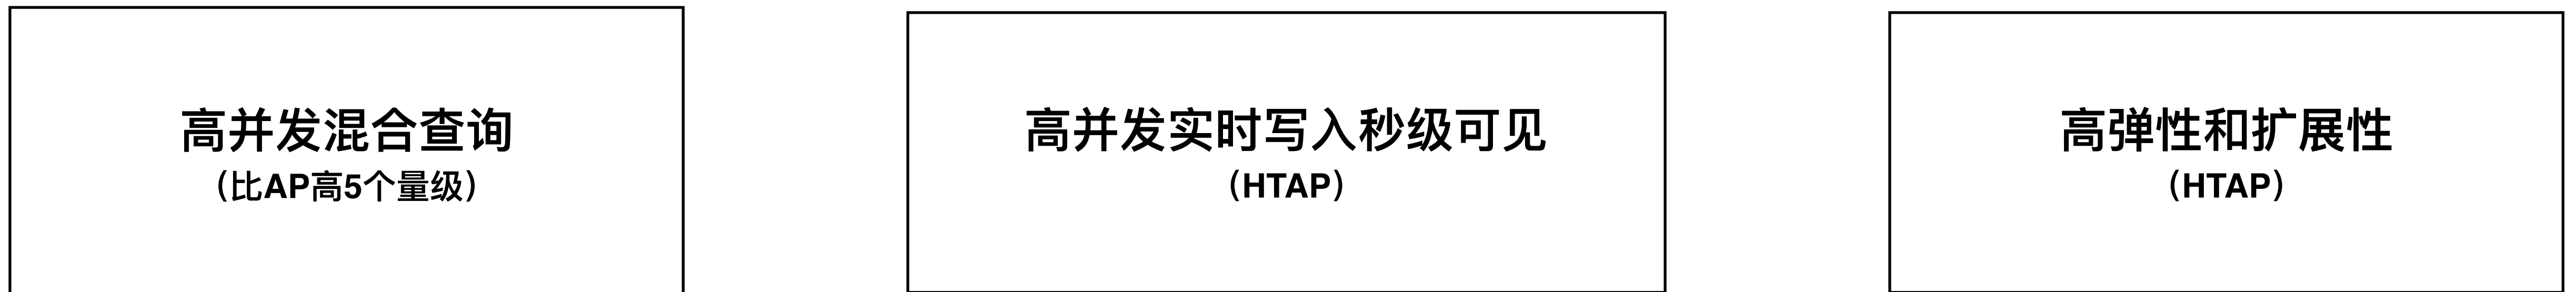 高并发混合查询
（比AP高5个量级）
高并发实时写入秒级可见
（HTAP）
高弹性和扩展性
（HTAP）